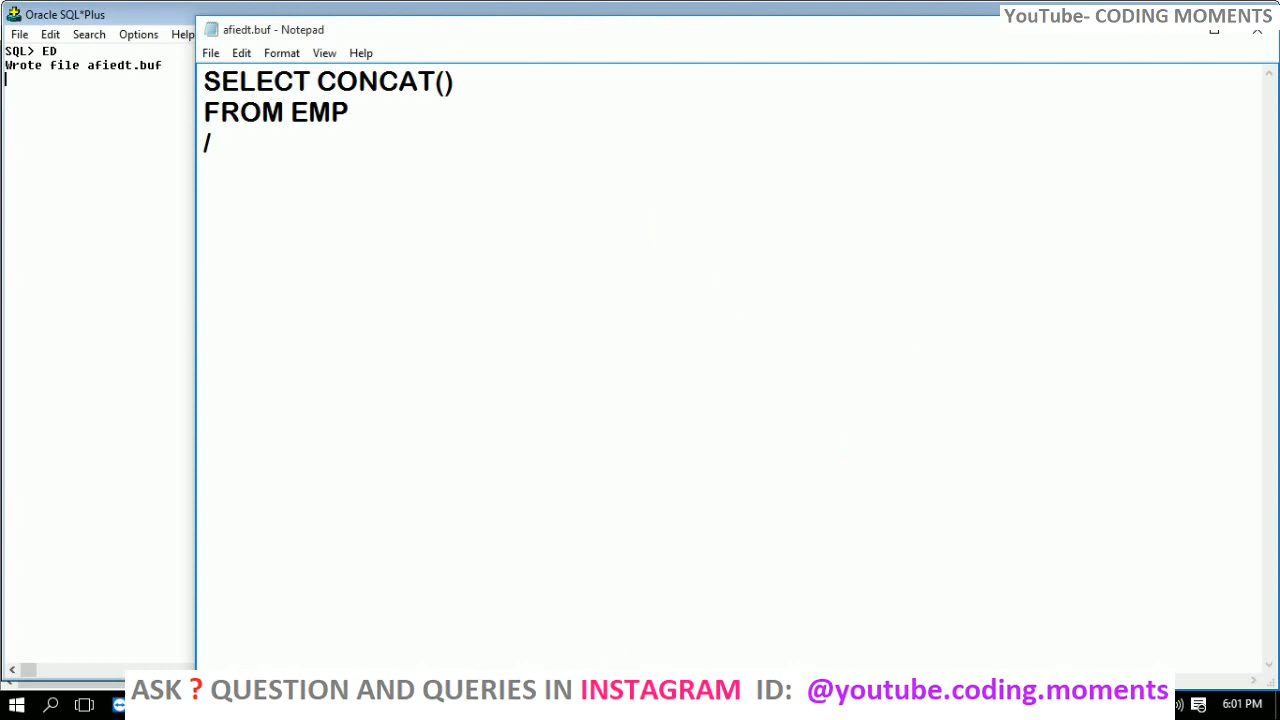 Oracle SQL*Plus
File Edit Search Options Help
SQL> ED
Wrote file afiedt.buf
afiedt.buf - Notepad
YouTube- CODING MOMENTS
File Edit Format View Help
SELECT CONCAT()
FROM EMP
/
ASK ? QUESTION AND QUERIES IN INSTAGRAM ID: @youtube.coding.moments
6:01 PM